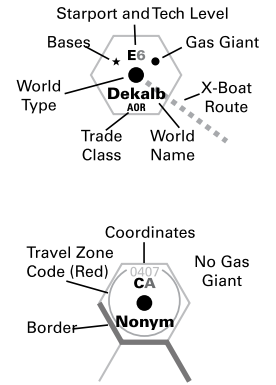 Starport and Tech Level
Bases
E6
Gas Giant
World
Type
Dekalb
AOR
X-Boat
Route
Trade
Class
World
Name
Coordinates
Travel Zone
Code (Red)
0407
CA
No Gas
Giant
Border
Nonym